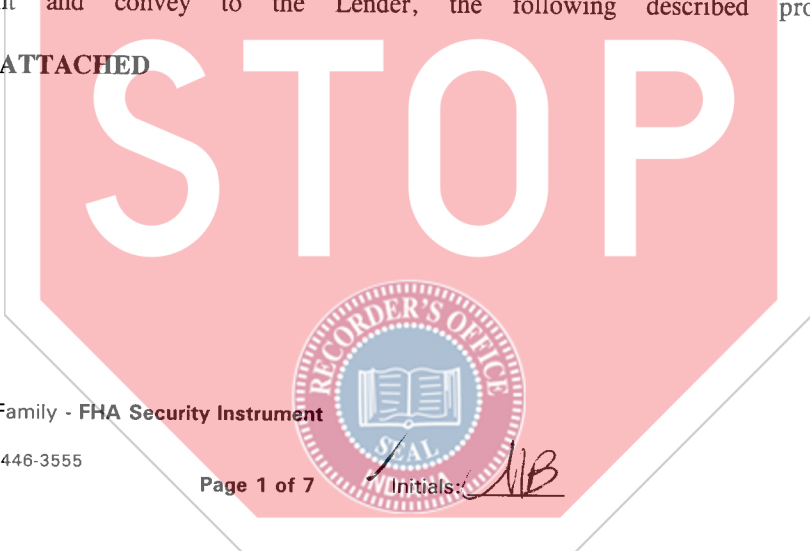 and convey to the Lender, the following described
ATTACHED
STOP
RECORDER'S OFFICE
SEAL
INDIANA
Family - FHA Security Instrument
446-3555
Page 1 of 7 Initials: